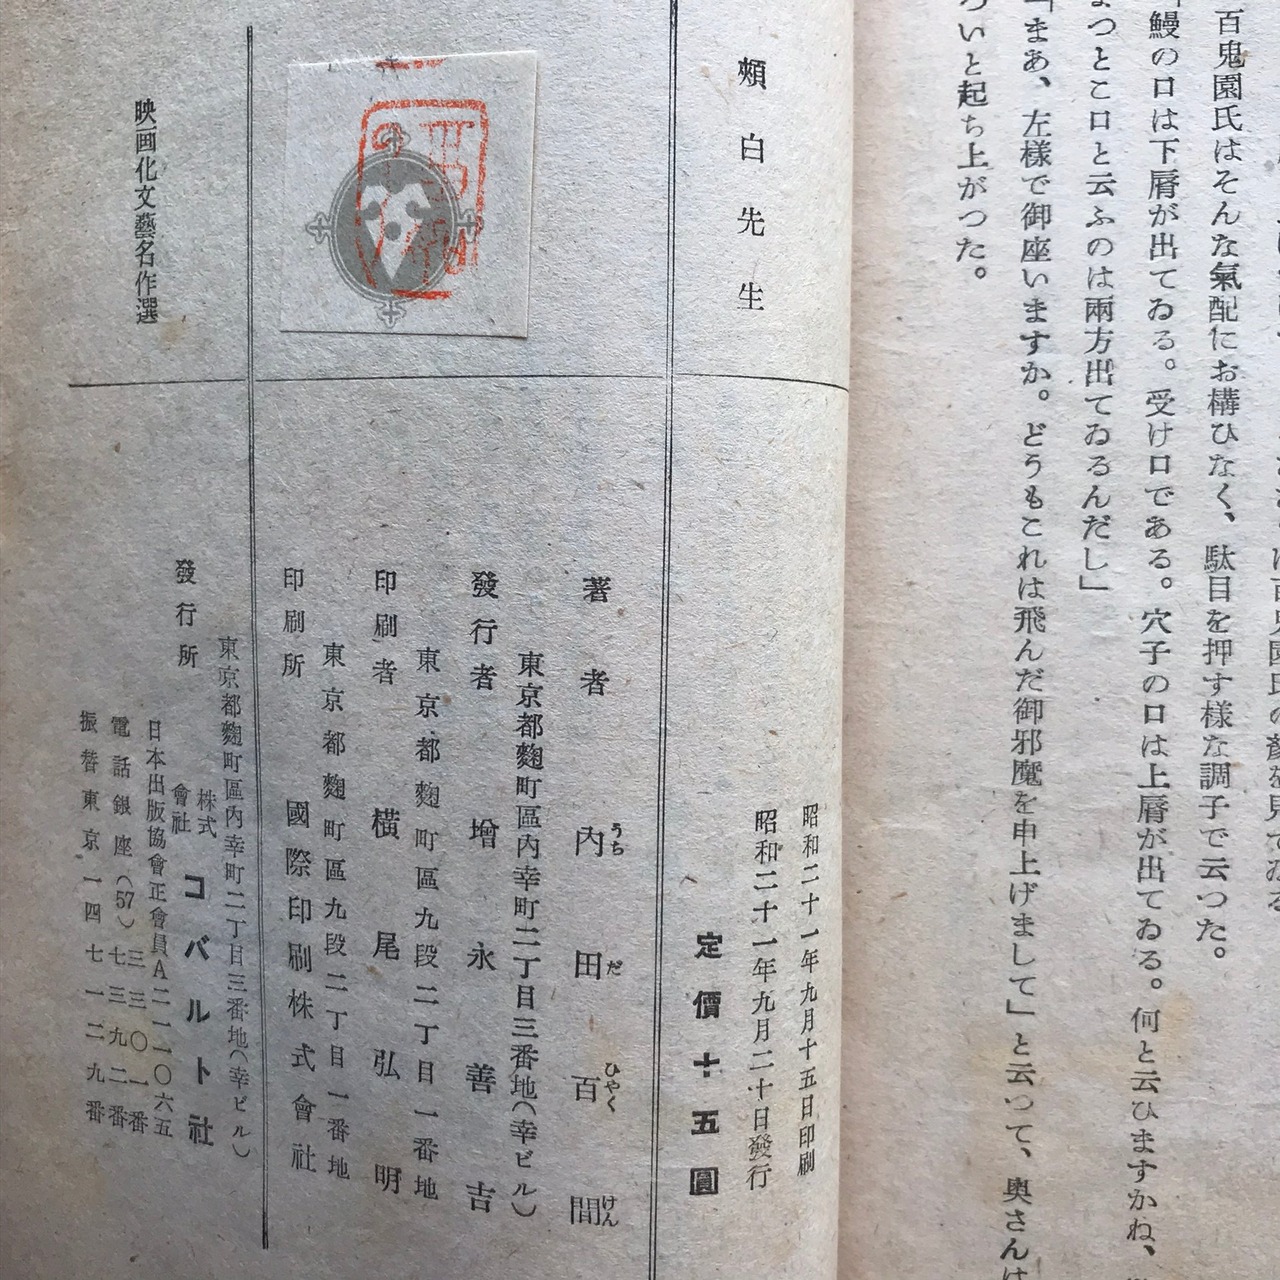 百鬼園氏はそんな氣配にお構ひなく、駄目を押す樣な調子で云つた。
「鰻の口は下脣が出てゐる。受け口である。穴子の口は上脣が出てゐる。何と云ひますかね、
まつとこ口と云ふのは兩方出てゐるんだし」
「まあ、左樣で御座いますか。どうもこれは飛んだ御邪魔を申上げまして」と云つて、奥さんは
ろいと起ち上がつた。
頰白先生
昭和二十一年九月十五日印刷
昭和二十一年九月二十日發行
定價十五圓
著者 內田百間
うち だ ひやく けん
東京都麴町區內幸町二丁目三番地(幸ビル)
發行者 增永善吉
東京都麴町區九段二丁目一番地
印刷者 橫尾弘明
東京都麴町區九段二丁目一番地
印刷所 國際印刷株式會社
映画化文藝名作選
東京都麴町區內幸町二丁目三番地(幸ビル)
發行所 株式會社 コバルト社
日本出版協會正會員A二一一〇六五
電話銀座(57)三三〇一番
七三九二番
振替東京一四七一二九番